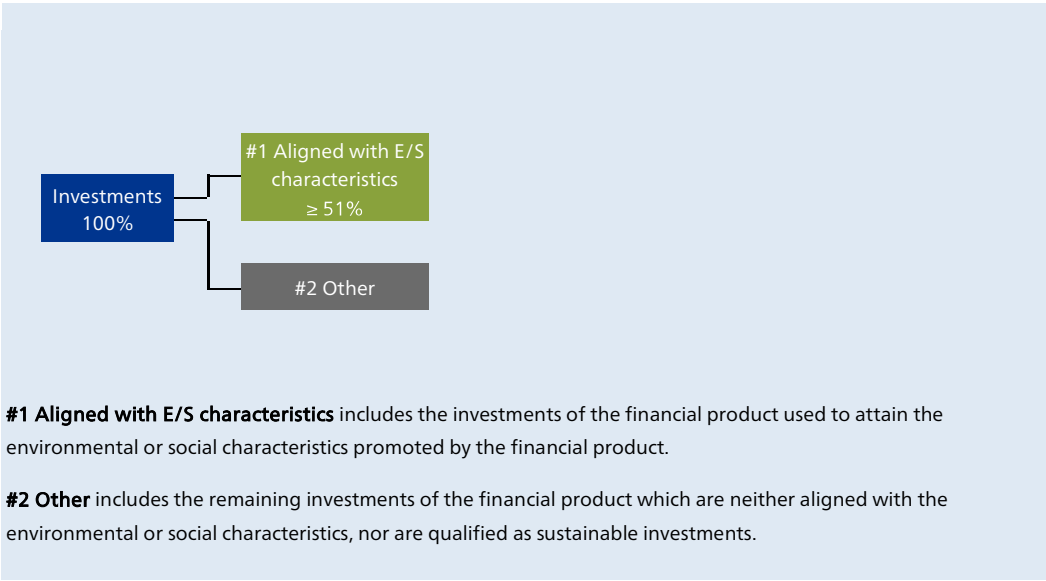 #1 Aligned with E/S
characteristics
≥ 51%
Investments
100%
#2 Other
#1 Aligned with E/S characteristics includes the investments of the financial product used to attain the
environmental or social characteristics promoted by the financial product.
#2 Other includes the remaining investments of the financial product which are neither aligned with the
environmental or social characteristics, nor are qualified as sustainable investments.